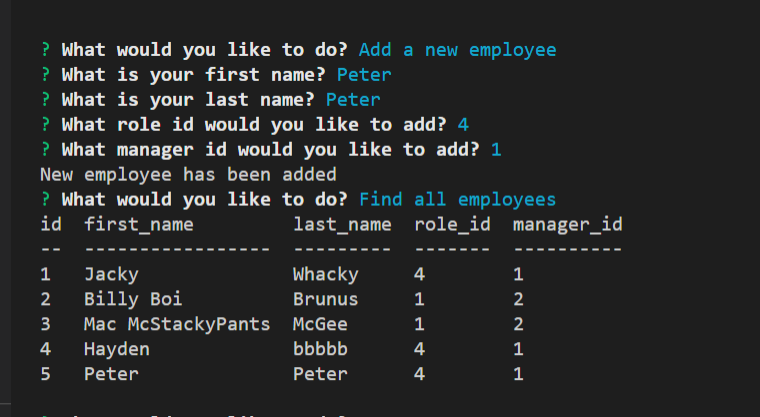 ? What would you like to do? Add a new employee
? What is your first name? Peter
? What is your last name? Peter
? What role id would you like to add? 4
? What manager id would you like to add? 1
New employee has been added
? What would you like to do? Find all employees
id  first_name         last_name  role_id  manager_id
--  -----------------  ---------  -------  ----------
1   Jacky              Whacky     4        1
2   Billy Boi          Brunus     1        2
3   Mac McStackyPants  McGee      1        2
4   Hayden             bbbbb      4        1
5   Peter              Peter      4        1